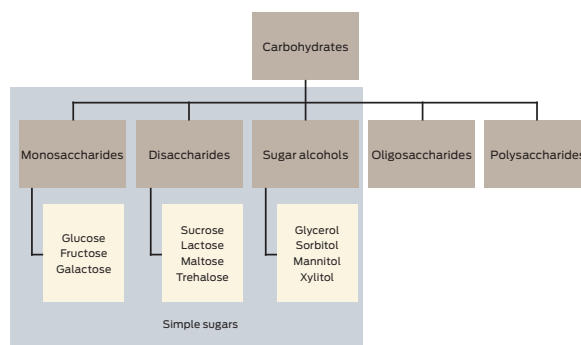 Carbohydrates
Monosaccharides
Disaccharides
Sugar alcohols
Oligosaccharides
Polysaccharides
Glucose
Fructose
Galactose
Sucrose
Lactose
Maltose
Trehalose
Glycerol
Sorbitol
Mannitol
Xylitol
Simple sugars